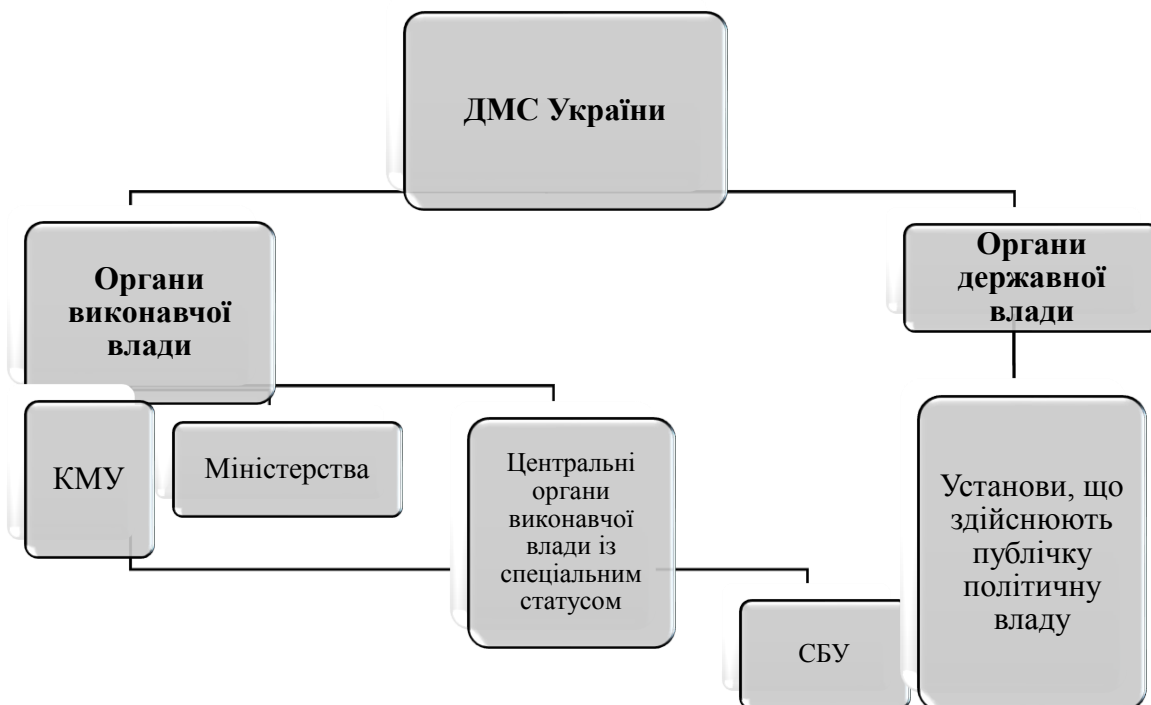 ДМС України
Органи
виконавчої
влади
Органи
державної
влади
КМУ
Міністерства
Центральні
органи
виконавчої
влади із
спеціальним
статусом
СБУ
Установи, що
здійснюють
публічку
політичну
владу